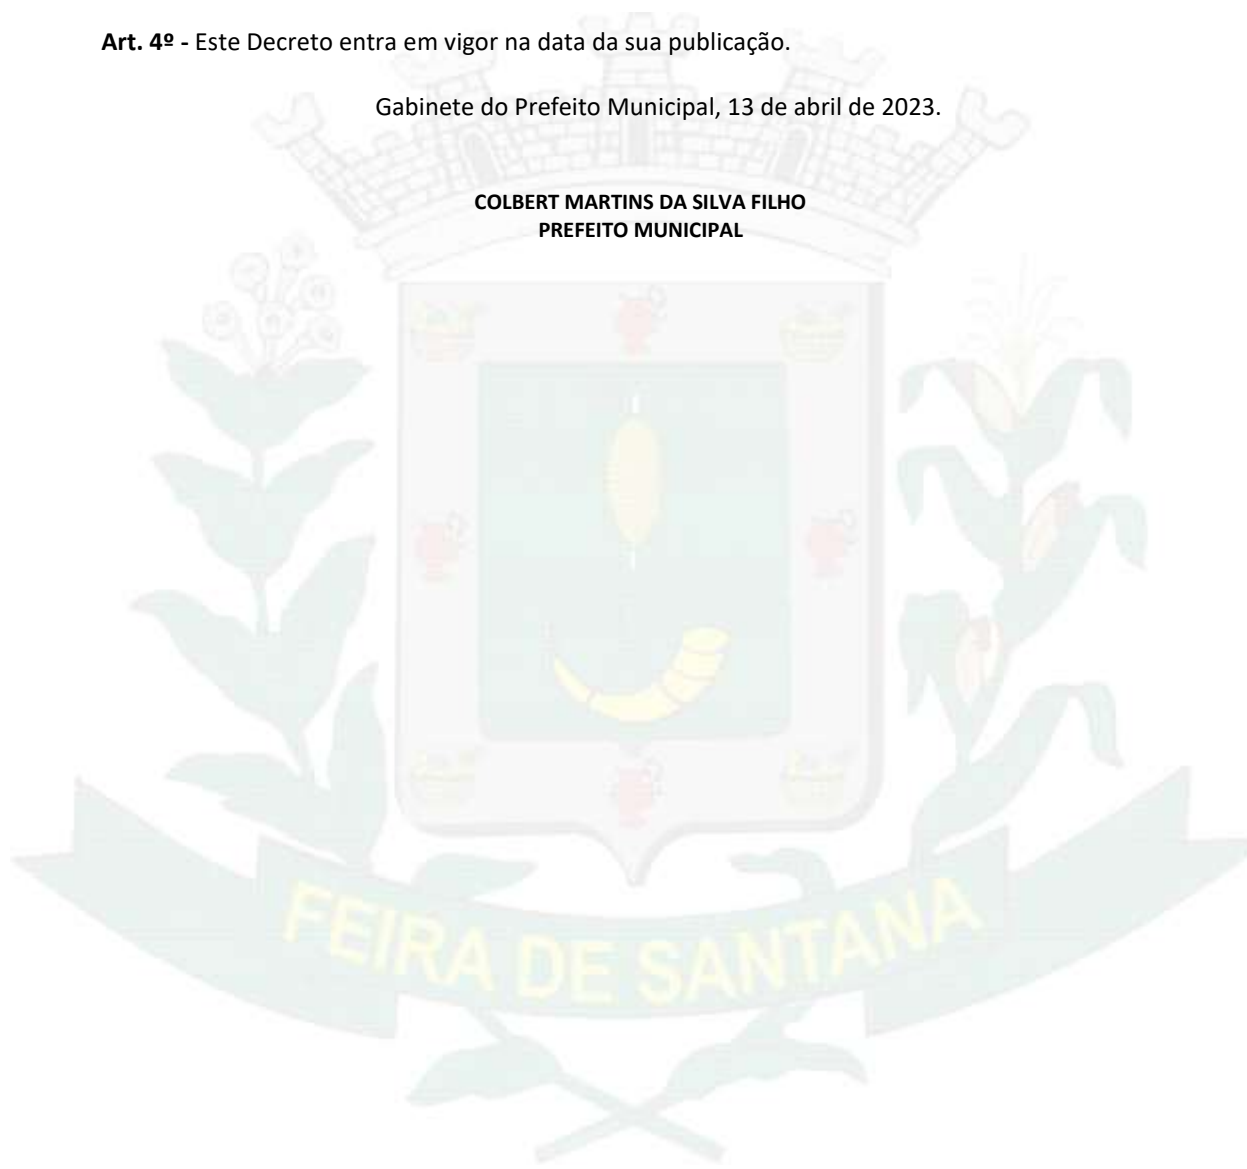 Art. 4º - Este Decreto entra em vigor na data da sua publicação.
Gabinete do Prefeito Municipal, 13 de abril de 2023.
COLBERT MARTINS DA SILVA FILHO
PREFEITO MUNICIPAL
FEIRA DE SANTANA